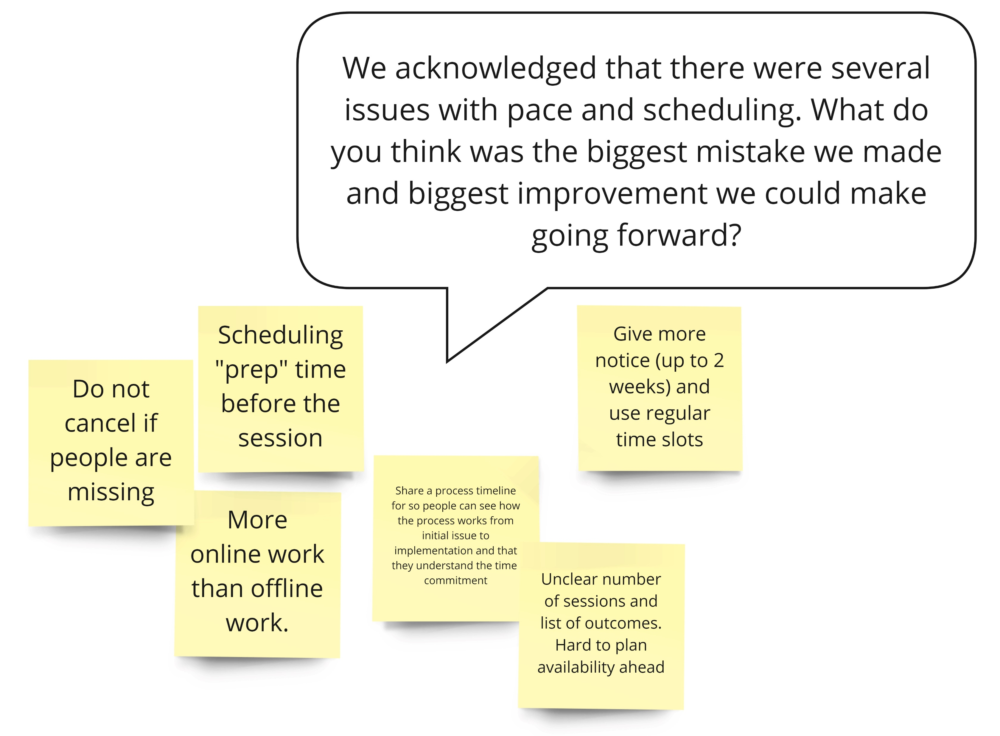 We acknowledged that there were several
issues with pace and scheduling. What do
you think was the biggest mistake we made
and biggest improvement we could make
going forward?
Do not
cancel if
people are
missing
Scheduling
"prep" time
before the
session
More
online work
than offline
work.
Share a process timeline
for so people can see how
the process works from
initial issue to
implementation and that
they understand the time
commitment
Give more
notice (up to 2
weeks) and
use regular
time slots
Unclear number
of sessions and
list of outcomes.
Hard to plan
availability ahead